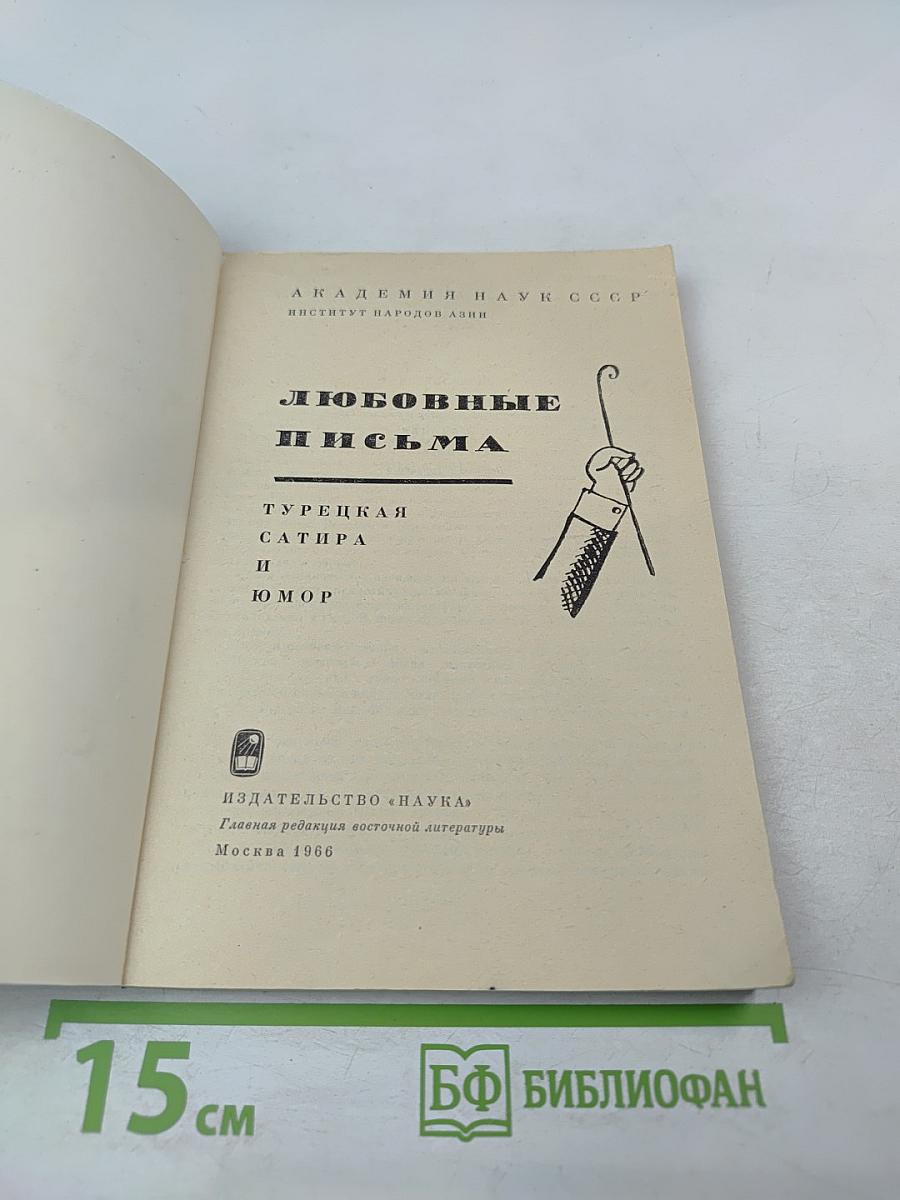 АКАДЕМИЯ НАУК СССР
ИНСТИТУТ НАРОДОВ АЗИИ
ЛЮБОВНЫЕ
ПИСЬМА
ТУРЕЦКАЯ
САТИРА
И
ЮМОР
ИЗДАТЕЛЬСТВО «НАУКА»
Главная редакция восточной литературы
Москва 1966
15 см
БФ БИБЛИОФАН